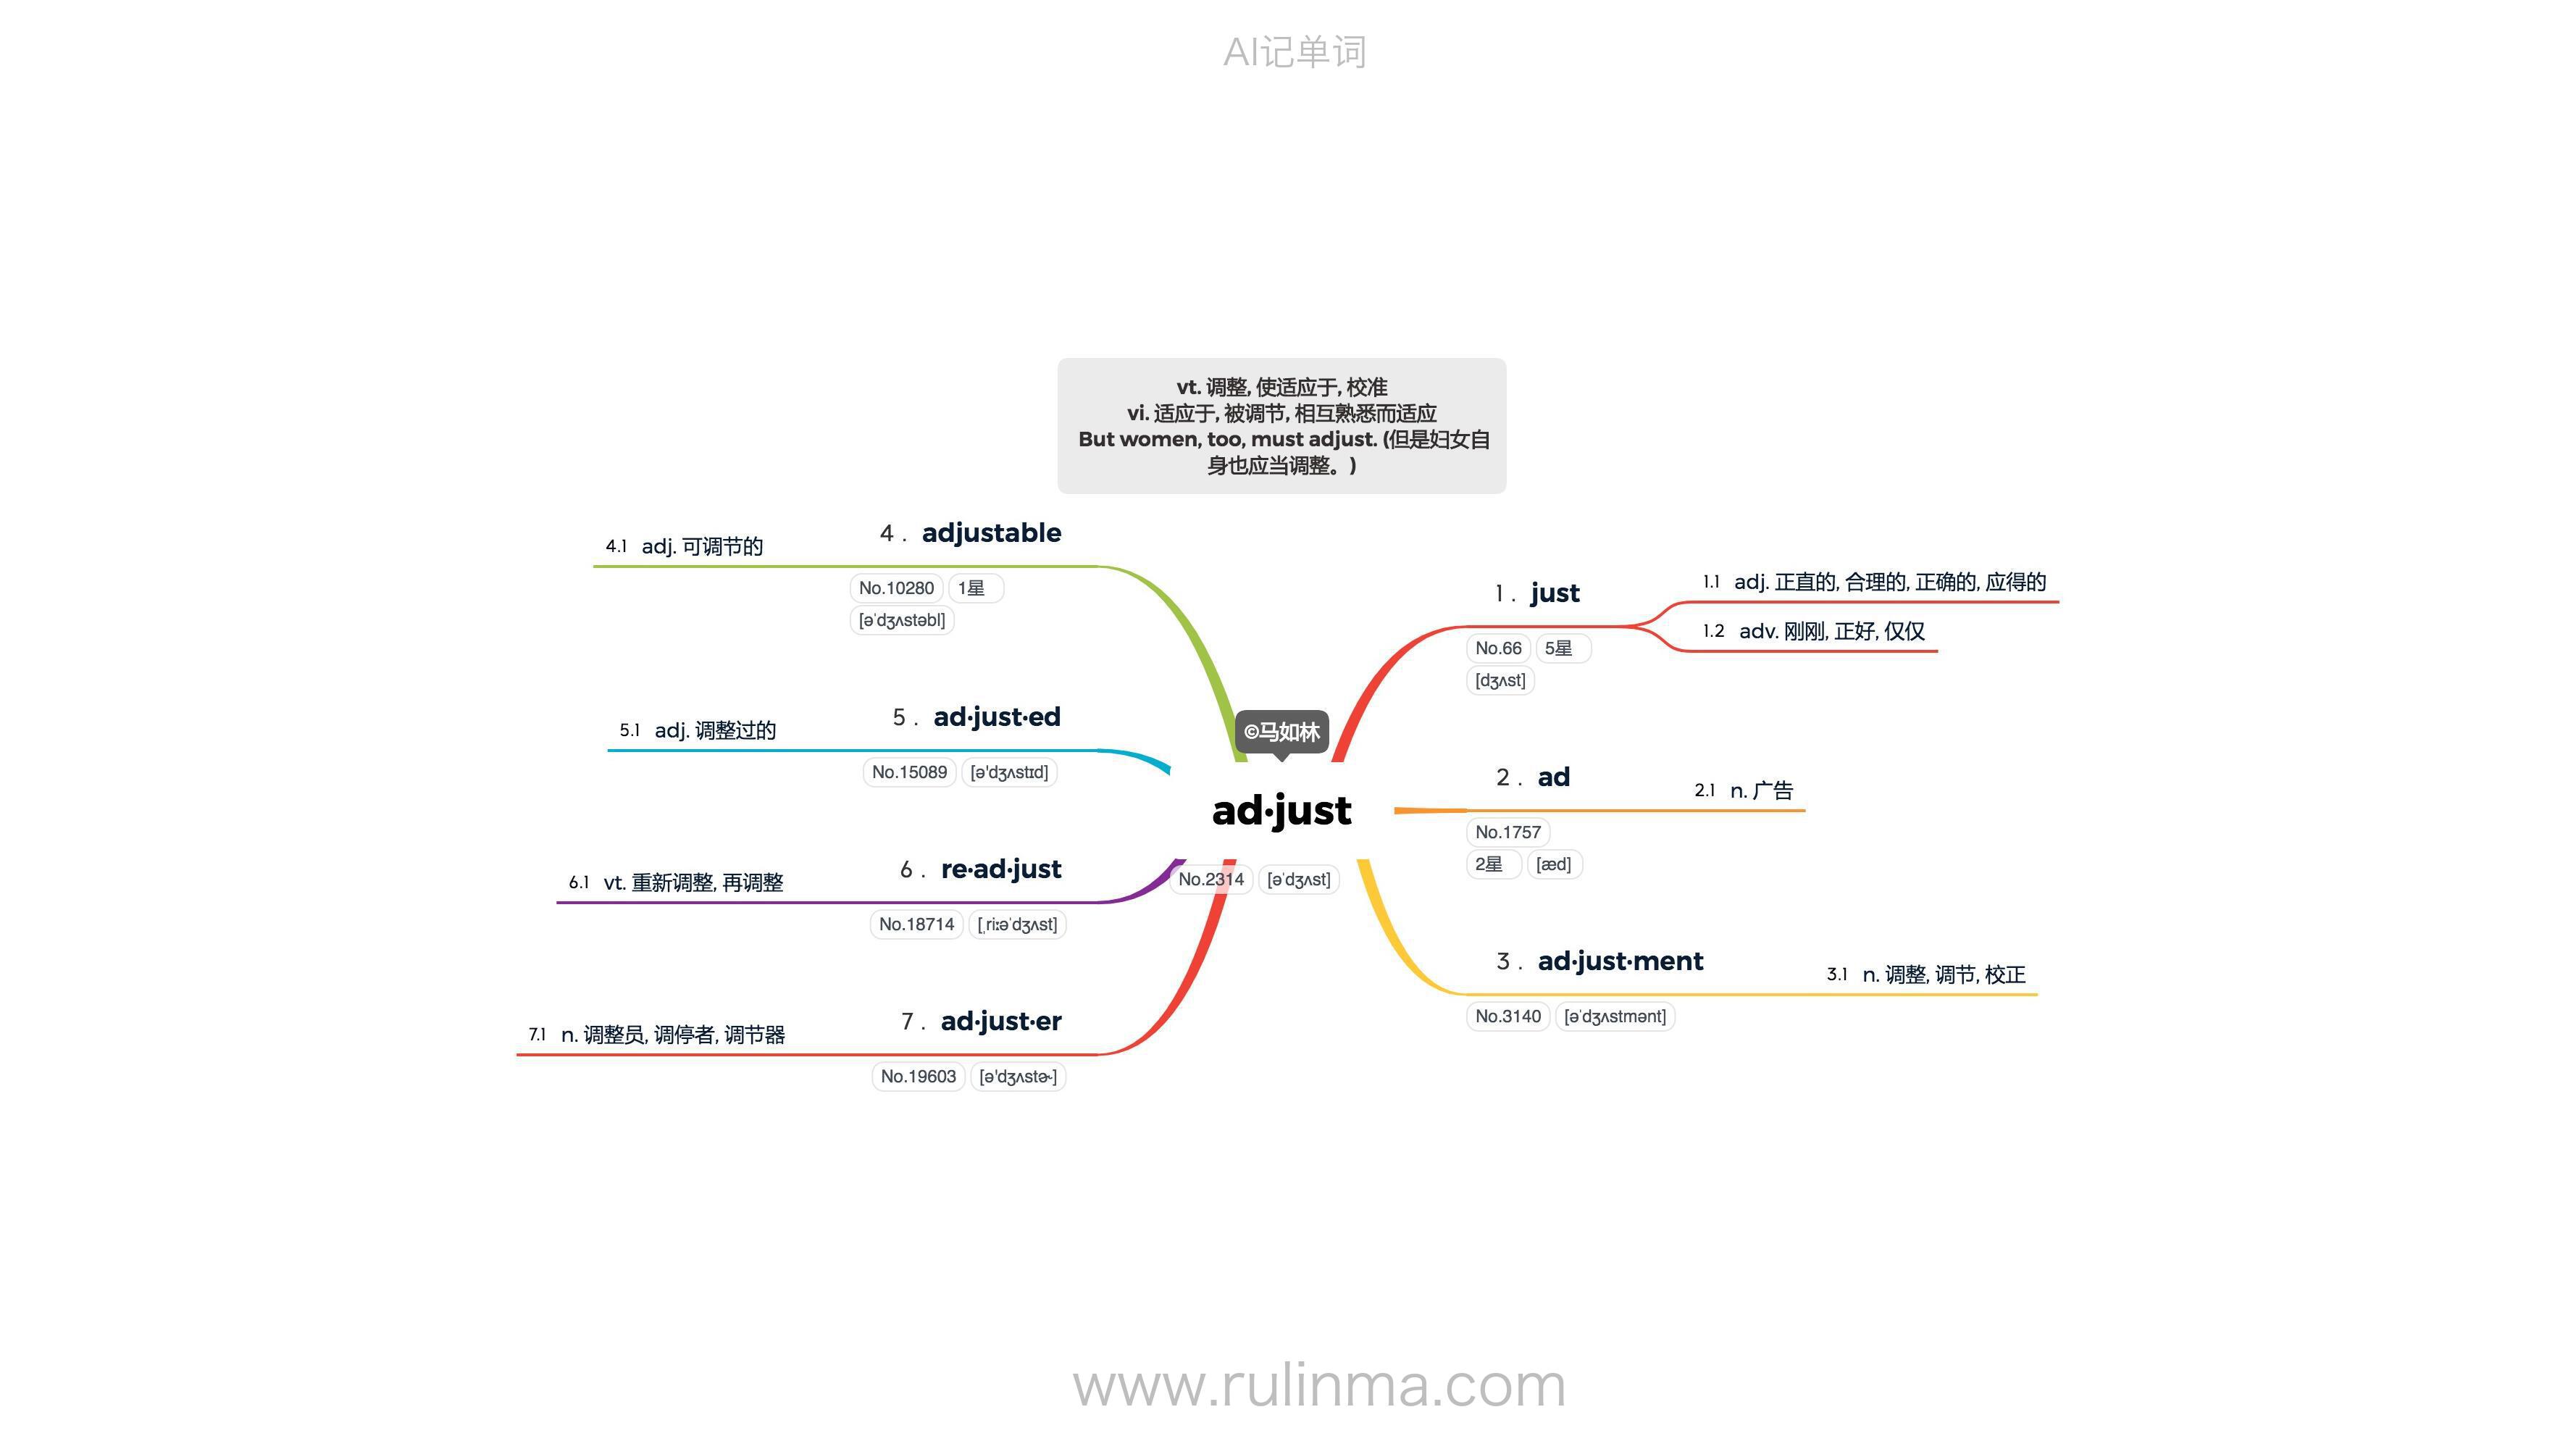 AI记单词
vt. 调整, 使适应于, 校准
vi. 适应于, 被调节, 相互熟悉而适应
But women, too, must adjust. (但是妇女自
身也应当调整。)
©马如林
ad·just
No.2314 [əˈdʒʌst]
1 . just
No.66 5星
[dʒʌst]
1.1 adj. 正直的, 合理的, 正确的, 应得的
1.2 adv. 刚刚, 正好, 仅仅
2 . ad
No.1757
2星 [æd]
2.1 n. 广告
3 . ad·just·ment
No.3140 [əˈdʒʌstmənt]
3.1 n. 调整, 调节, 校正
4 . adjustable
No.10280 1星
[əˈdʒʌstəbl]
4.1 adj. 可调节的
5 . ad·just·ed
No.15089 [ə'dʒʌstɪd]
5.1 adj. 调整过的
6 . re·ad·just
No.18714 [ˌriːəˈdʒʌst]
6.1 vt. 重新调整, 再调整
7 . ad·just·er
No.19603 [ə'dʒʌstɚ]
7.1 n. 调整员, 调停者, 调节器
www.rulinma.com